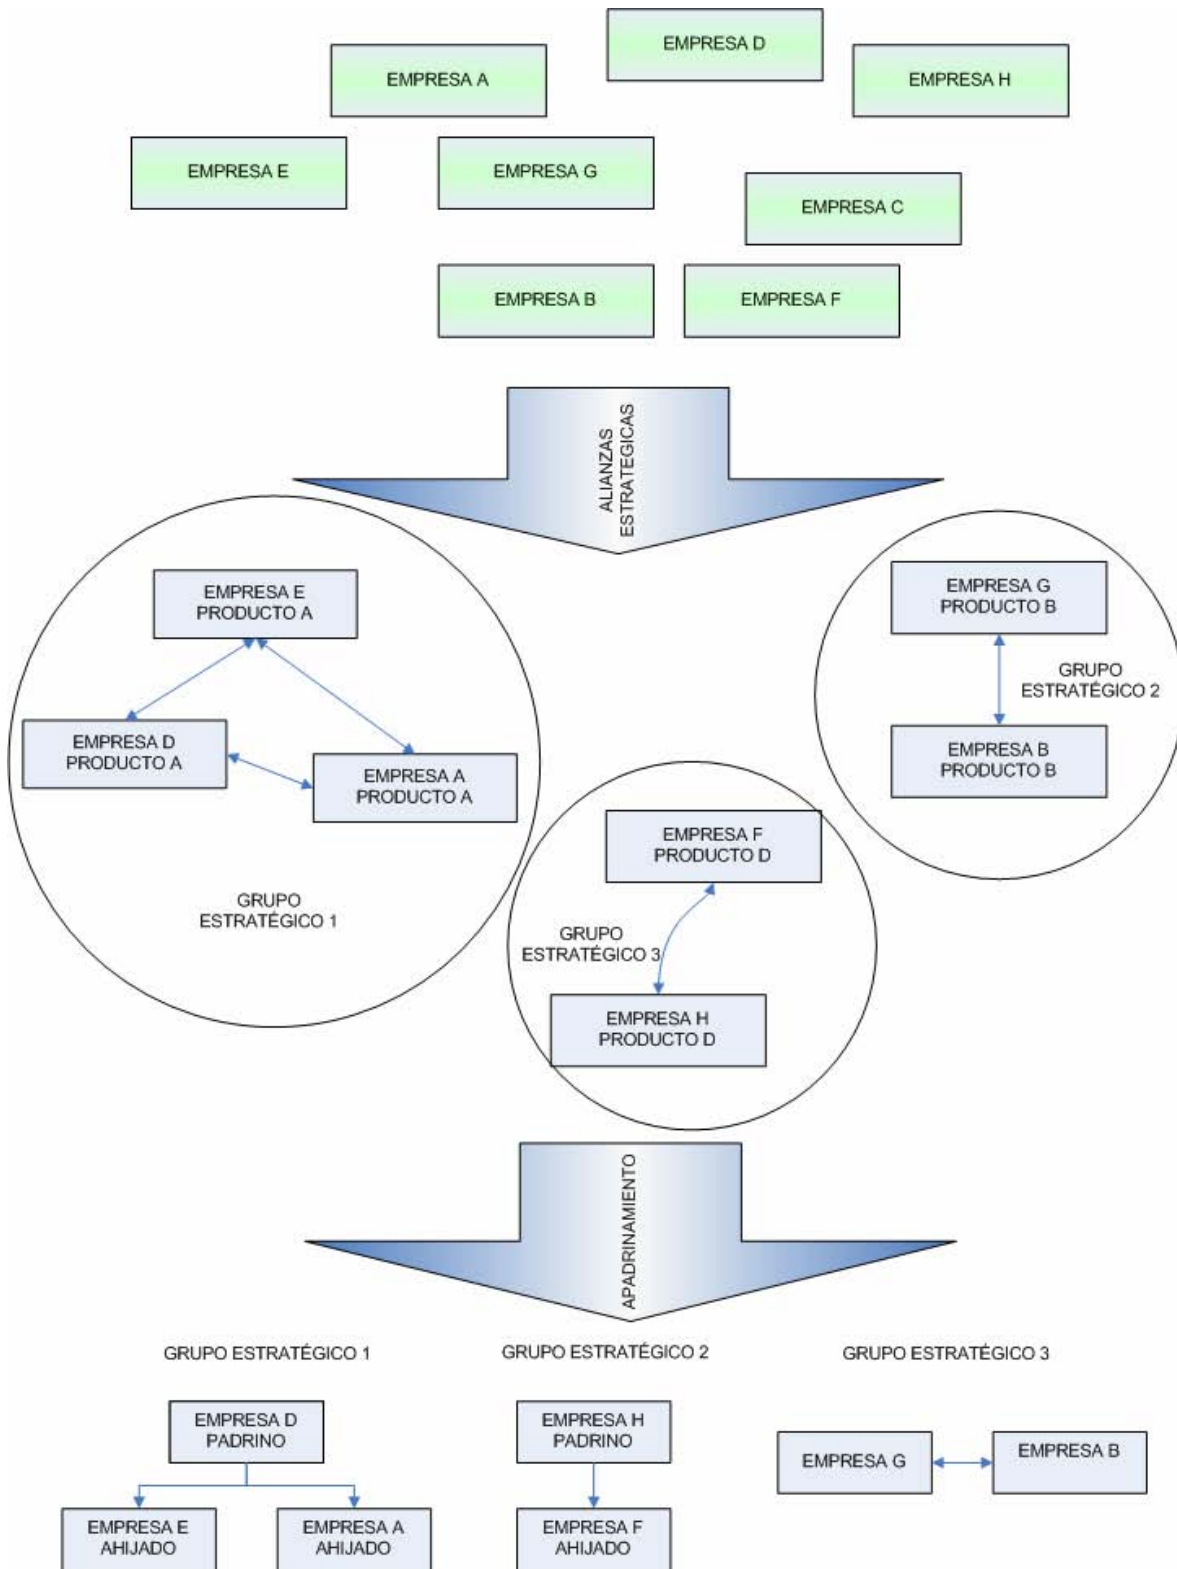 EMPRESA D
EMPRESA A
EMPRESA H
EMPRESA E
EMPRESA G
EMPRESA C
EMPRESA B
EMPRESA F
ALIANZAS
ESTRATEGICAS
EMPRESA E
PRODUCTO A
EMPRESA D
PRODUCTO A
EMPRESA A
PRODUCTO A
GRUPO
ESTRATÉGICO 1
EMPRESA G
PRODUCTO B
GRUPO
ESTRATÉGICO 2
EMPRESA B
PRODUCTO B
EMPRESA F
PRODUCTO D
GRUPO
ESTRATÉGICO 3
EMPRESA H
PRODUCTO D
APADRINAMIENTO
GRUPO ESTRATÉGICO 1
GRUPO ESTRATÉGICO 2
GRUPO ESTRATÉGICO 3
EMPRESA D
PADRINO
EMPRESA E
AHIJADO
EMPRESA A
AHIJADO
EMPRESA H
PADRINO
EMPRESA F
AHIJADO
EMPRESA G
EMPRESA B